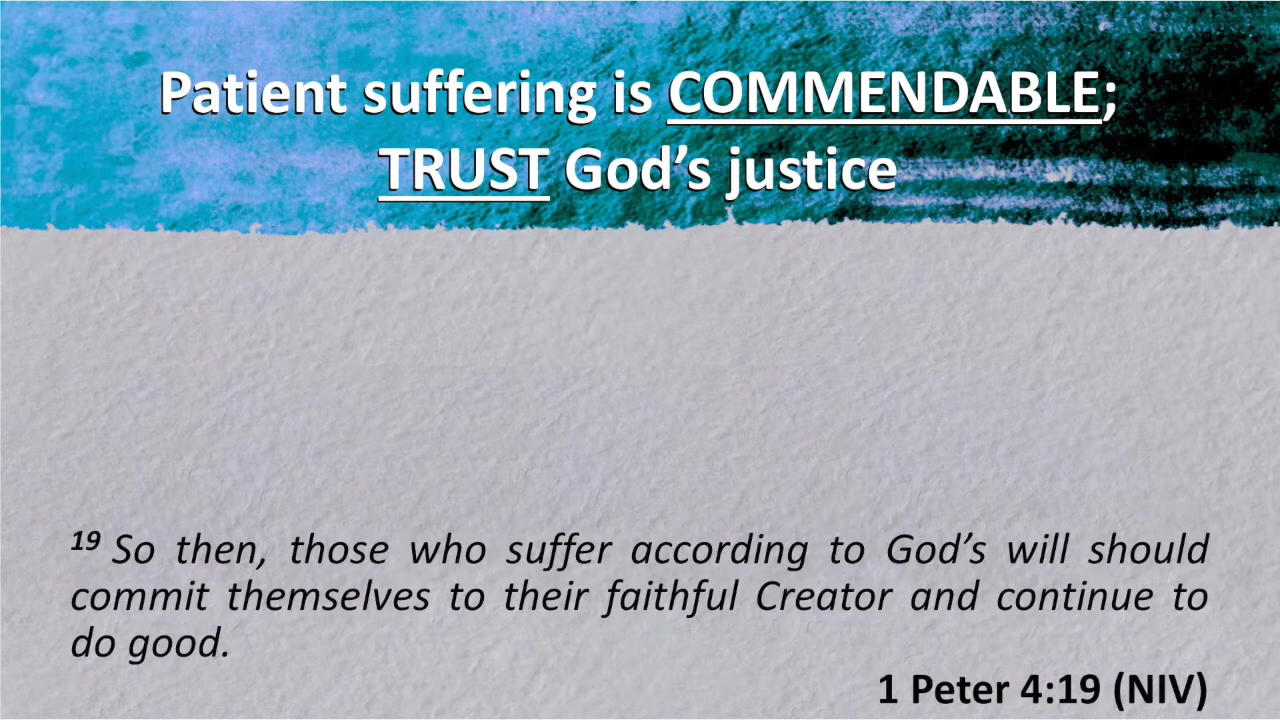 Patient suffering is COMMENDABLE;
TRUST God’s justice
19 So then, those who suffer according to God’s will should
commit themselves to their faithful Creator and continue to
do good.
1 Peter 4:19 (NIV)